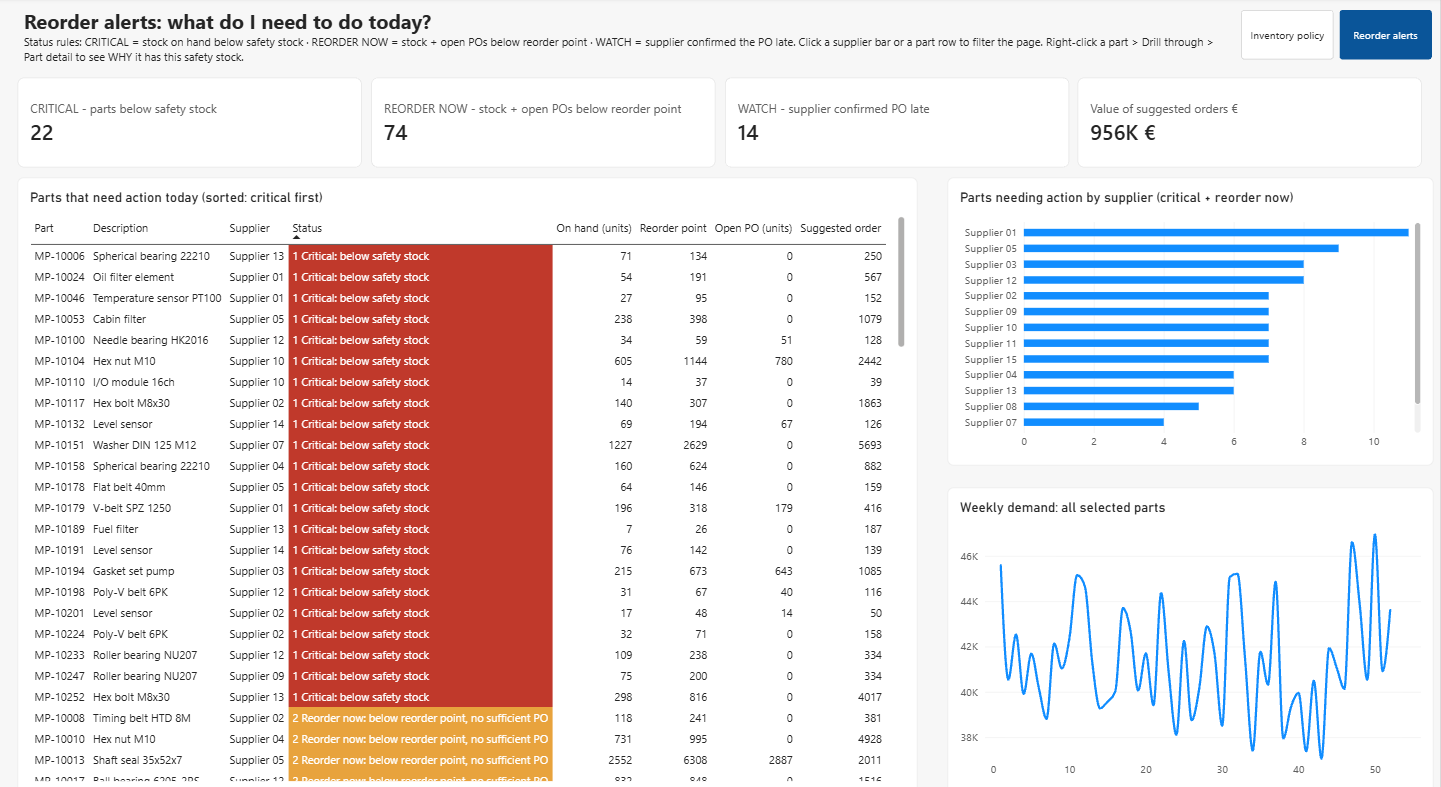 Reorder alerts: what do I need to do today?
Status rules: CRITICAL = stock on hand below safety stock · REORDER NOW = stock + open POs below reorder point · WATCH = supplier confirmed the PO late. Click a supplier bar or a part row to filter the page. Right-click a part > Drill through >
Part detail to see WHY it has this safety stock.
Inventory policy
Reorder alerts
CRITICAL - parts below safety stock
22
REORDER NOW - stock + open POs below reorder point
74
WATCH - supplier confirmed PO late
14
Value of suggested orders €
956K €
Parts that need action today (sorted: critical first)
Part Description Supplier Status On hand (units) Reorder point Open PO (units) Suggested order
MP-10006 Spherical bearing 22210 Supplier 13 1 Critical: below safety stock 71 134 0 250
MP-10024 Oil filter element Supplier 01 1 Critical: below safety stock 54 191 0 567
MP-10046 Temperature sensor PT100 Supplier 01 1 Critical: below safety stock 27 95 0 152
MP-10053 Cabin filter Supplier 05 1 Critical: below safety stock 238 398 0 1079
MP-10100 Needle bearing HK2016 Supplier 12 1 Critical: below safety stock 34 59 51 128
MP-10104 Hex nut M10 Supplier 10 1 Critical: below safety stock 605 1144 780 2442
MP-10110 I/O module 16ch Supplier 10 1 Critical: below safety stock 14 37 0 39
MP-10117 Hex bolt M8x30 Supplier 02 1 Critical: below safety stock 140 307 0 1863
MP-10132 Level sensor Supplier 14 1 Critical: below safety stock 69 194 67 126
MP-10151 Washer DIN 125 M12 Supplier 07 1 Critical: below safety stock 1227 2629 0 5693
MP-10158 Spherical bearing 22210 Supplier 04 1 Critical: below safety stock 160 624 0 882
MP-10178 Flat belt 40mm Supplier 05 1 Critical: below safety stock 64 146 0 159
MP-10179 V-belt SPZ 1250 Supplier 01 1 Critical: below safety stock 196 318 179 416
MP-10189 Fuel filter Supplier 13 1 Critical: below safety stock 7 26 0 187
MP-10191 Level sensor Supplier 14 1 Critical: below safety stock 76 142 0 139
MP-10194 Gasket set pump Supplier 03 1 Critical: below safety stock 215 673 643 1085
MP-10198 Poly-V belt 6PK Supplier 12 1 Critical: below safety stock 31 67 40 116
MP-10201 Level sensor Supplier 02 1 Critical: below safety stock 17 48 14 50
MP-10224 Poly-V belt 6PK Supplier 02 1 Critical: below safety stock 32 71 0 158
MP-10233 Roller bearing NU207 Supplier 12 1 Critical: below safety stock 109 238 0 334
MP-10247 Roller bearing NU207 Supplier 09 1 Critical: below safety stock 75 200 0 334
MP-10252 Hex bolt M8x30 Supplier 13 1 Critical: below safety stock 298 816 0 4017
MP-10008 Timing belt HTD 8M Supplier 02 2 Reorder now: below reorder point, no sufficient PO 118 241 0 381
MP-10010 Hex nut M10 Supplier 04 2 Reorder now: below reorder point, no sufficient PO 731 995 0 4928
MP-10013 Shaft seal 35x52x7 Supplier 05 2 Reorder now: below reorder point, no sufficient PO 2552 6308 2887 2011
MP-10017 Ball bearing 6205-2RS Supplier 12 2 Reorder now: below reorder point, no sufficient PO 832 848 0 1516
Parts needing action by supplier (critical + reorder now)
Supplier 01
Supplier 05
Supplier 03
Supplier 12
Supplier 02
Supplier 09
Supplier 10
Supplier 11
Supplier 15
Supplier 04
Supplier 13
Supplier 08
Supplier 07
0 2 4 6 8 10
Weekly demand: all selected parts
46K
44K
42K
40K
38K
0 10 20 30 40 50